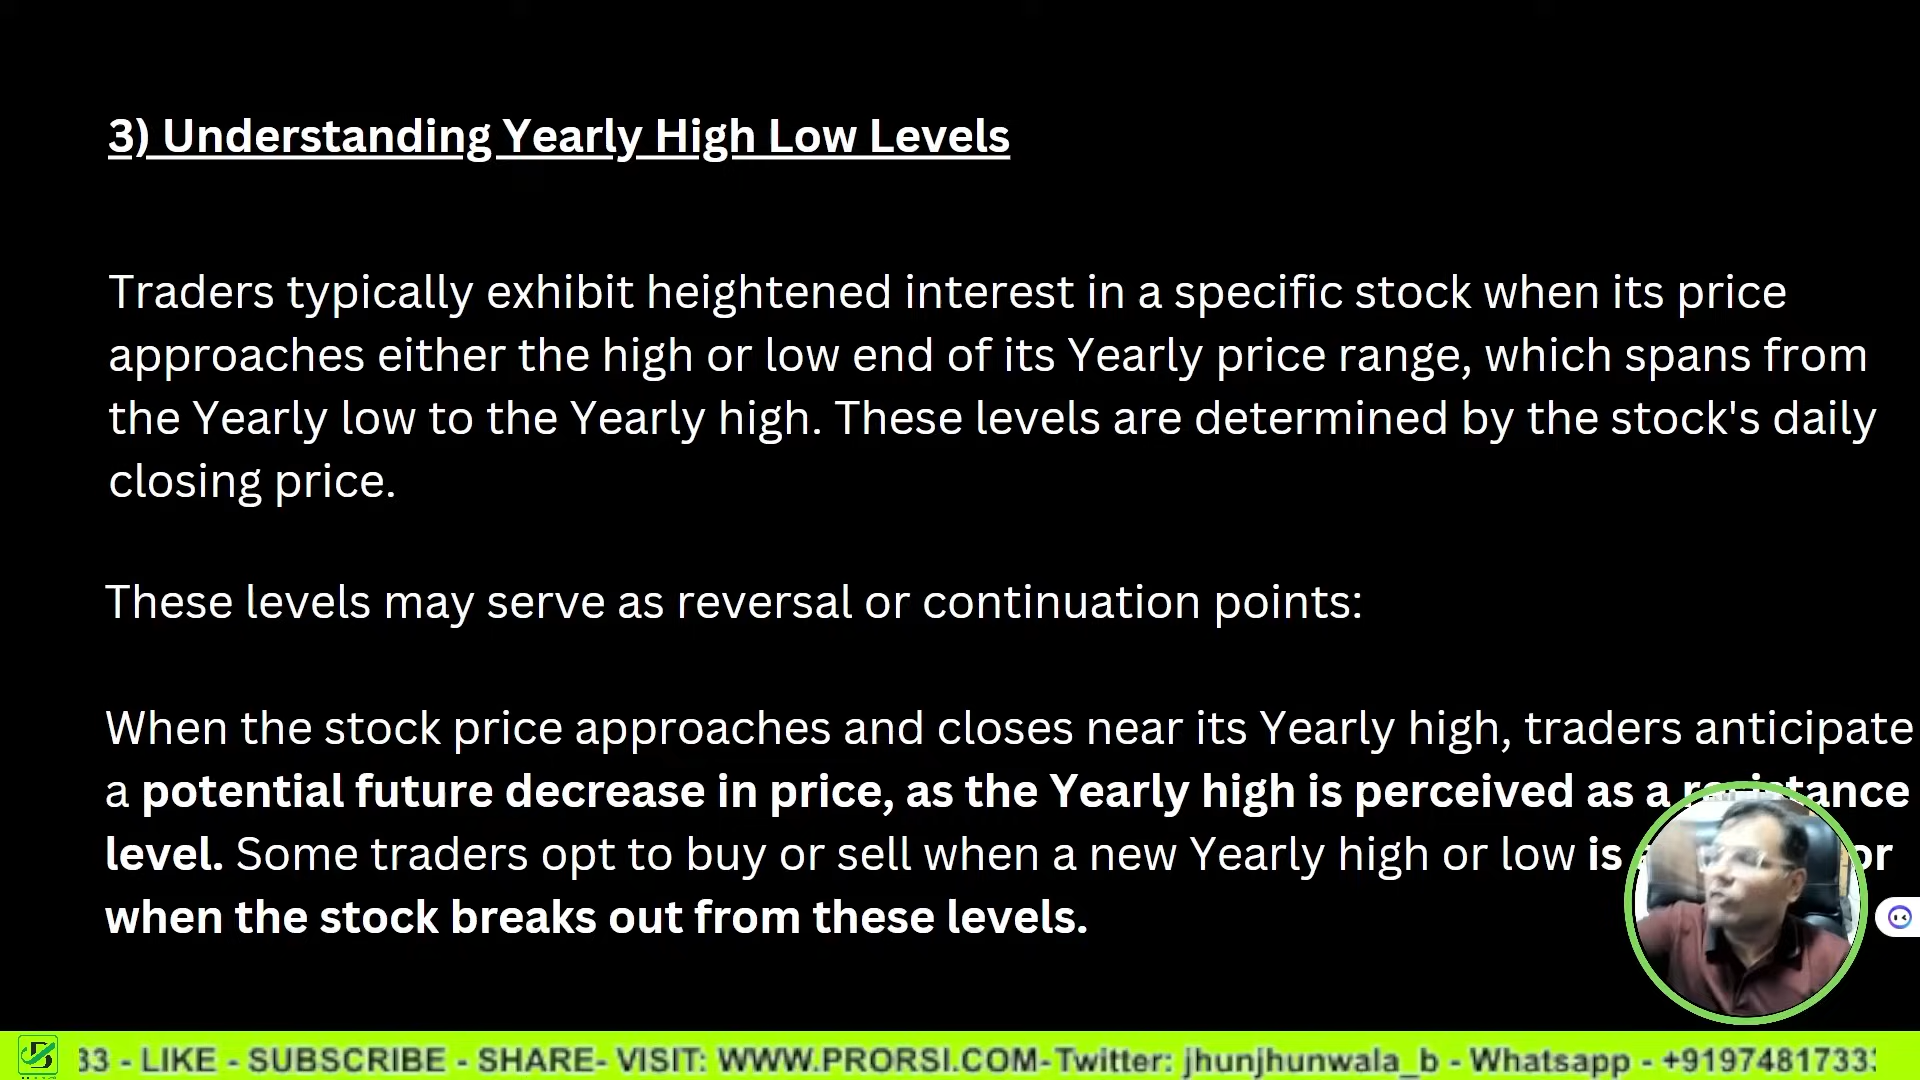 3) Understanding Yearly High Low Levels
Traders typically exhibit heightened interest in a specific stock when its price
approaches either the high or low end of its Yearly price range, which spans from
the Yearly low to the Yearly high. These levels are determined by the stock's daily
closing price.
These levels may serve as reversal or continuation points:
When the stock price approaches and closes near its Yearly high, traders anticipate
a potential future decrease in price, as the Yearly high is perceived as a resistance
level. Some traders opt to buy or sell when a new Yearly high or low is or
when the stock breaks out from these levels.
33 - LIKE - SUBSCRIBE - SHARE- VISIT: WWW.PRORSI.COM-Twitter: jhunjhunwala_b - Whatsapp - +9197481733